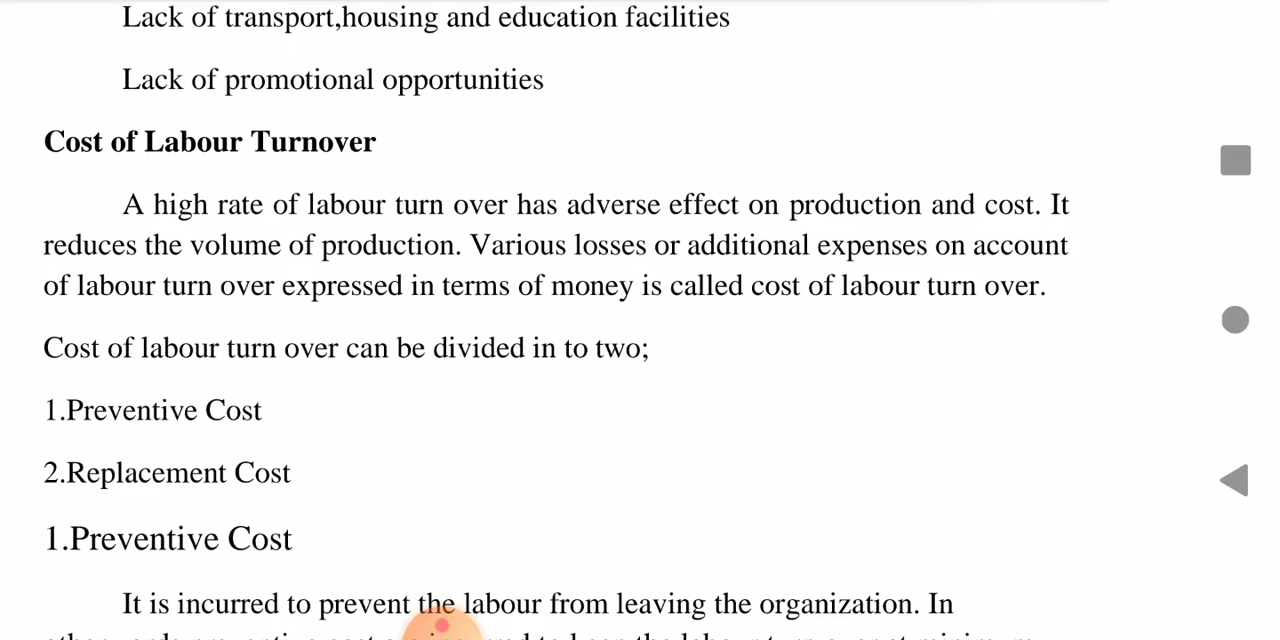 Lack of transport,housing and education facilities
Lack of promotional opportunities
Cost of Labour Turnover
A high rate of labour turn over has adverse effect on production and cost. It
reduces the volume of production. Various losses or additional expenses on account
of labour turn over expressed in terms of money is called cost of labour turn over.
Cost of labour turn over can be divided in to two;
1.Preventive Cost
2.Replacement Cost
1.Preventive Cost
It is incurred to prevent the labour from leaving the organization. In